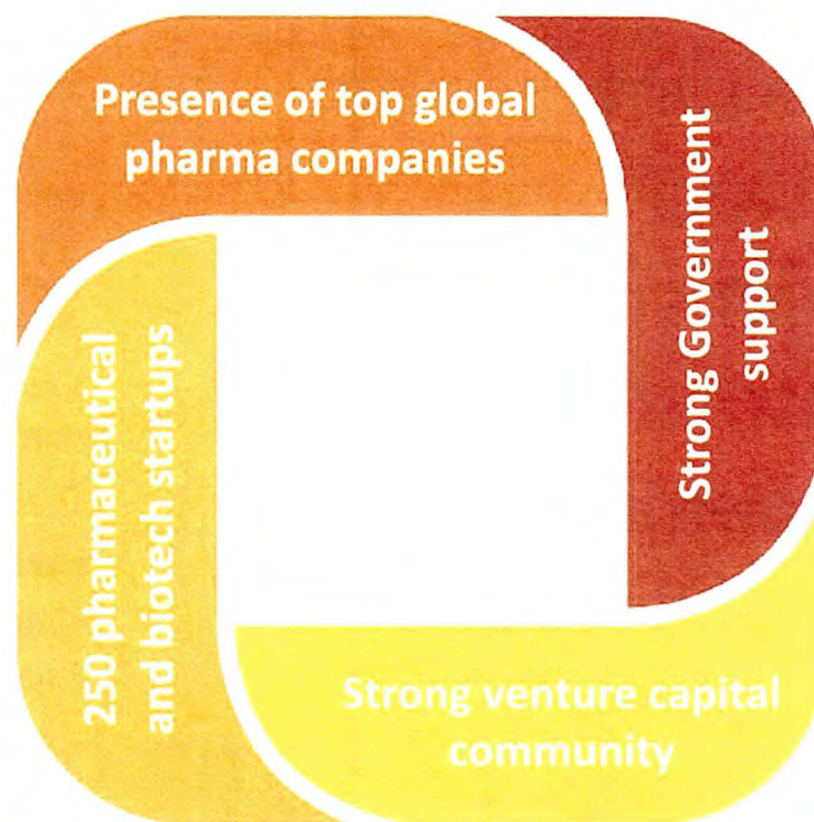 Presence of top global
pharma companies
Strong Government
support
Strong venture capital
community
250 pharmaceutical
and biotech startups